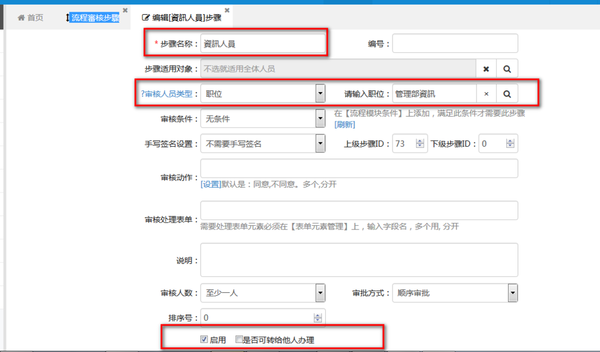 首页 流程审核步骤 编辑[資訊人員]步骤
* 步骤名称： 資訊人員 编号：
步骤适用对象： 不选就适用全体人员
?审核人员类型： 职位 请输入职位： 管理部資訊
审核条件： 无条件 在【流程模块条件】上添加，满足此条件才需要此步骤
[刷新]
手写签名设置： 不需要手写签名 上级步骤ID： 73 下级步骤ID： 0
审核动作：
[设置]默认是：同意,不同意。多个,分开
审核处理表单：
需要处理表单元素必须在【表单元素管理】上，输入字段名，多个用, 分开
说明：
审核人数： 至少一人 审批方式： 顺序审批
排序号： 0
启用 是否可转给他人办理